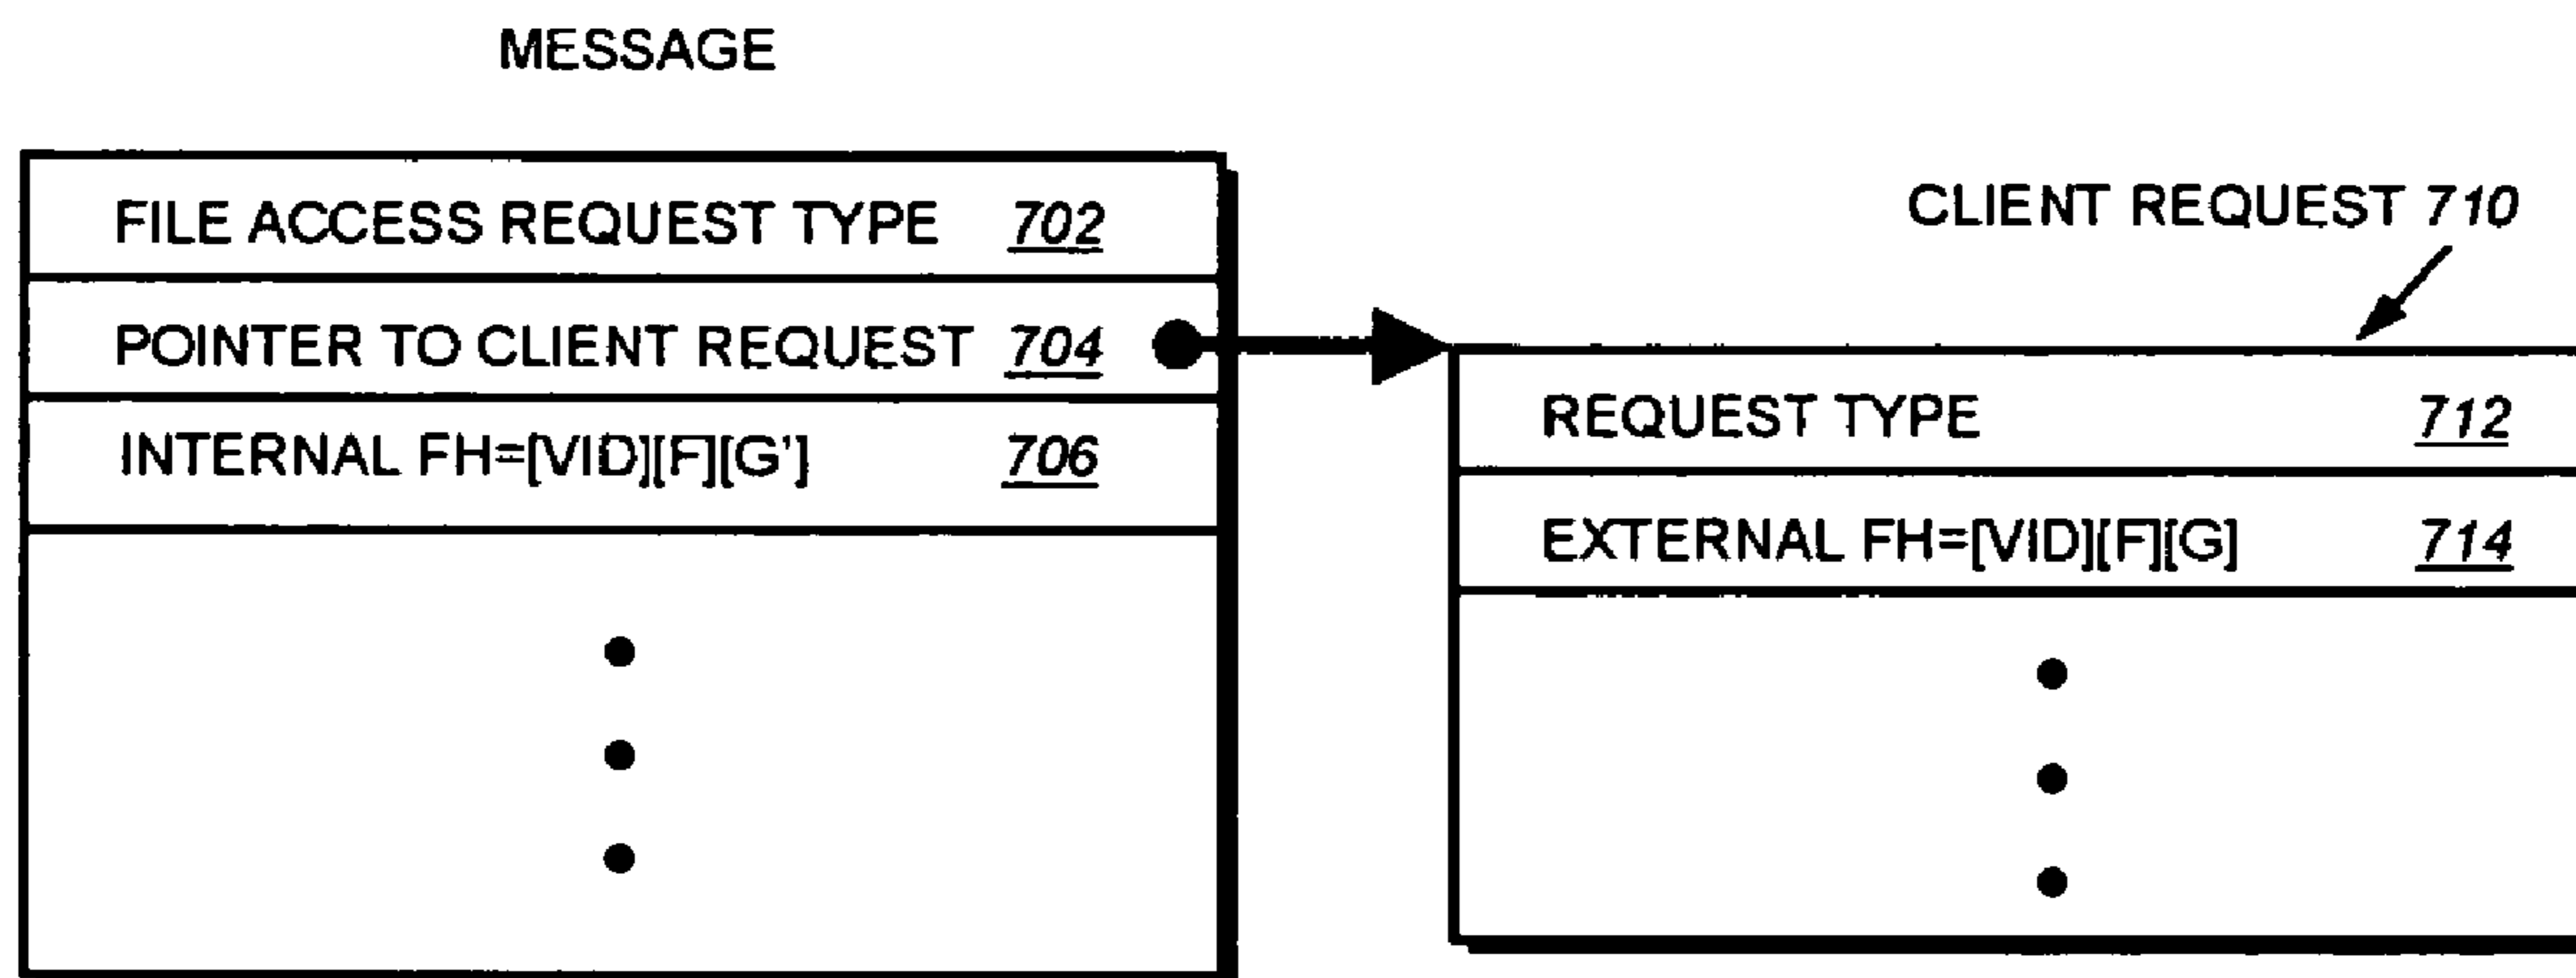 MESSAGE
FILE ACCESS REQUEST TYPE 702
POINTER TO CLIENT REQUEST 704
INTERNAL FH=[VID][F][G'] 706
CLIENT REQUEST 710
REQUEST TYPE 712
EXTERNAL FH=[VID][F][G] 714